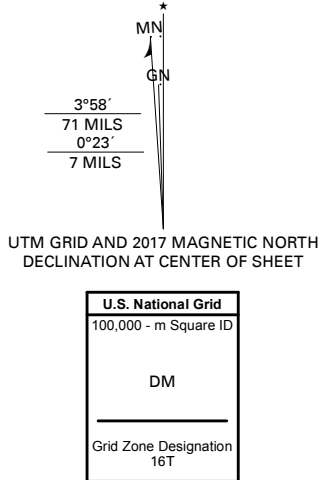 MN
GN
3°58´
71 MILS
0°23´
7 MILS
UTM GRID AND 2017 MAGNETIC NORTH
DECLINATION AT CENTER OF SHEET
U.S. National Grid
100,000 - m Square ID
DM
Grid Zone Designation
16T